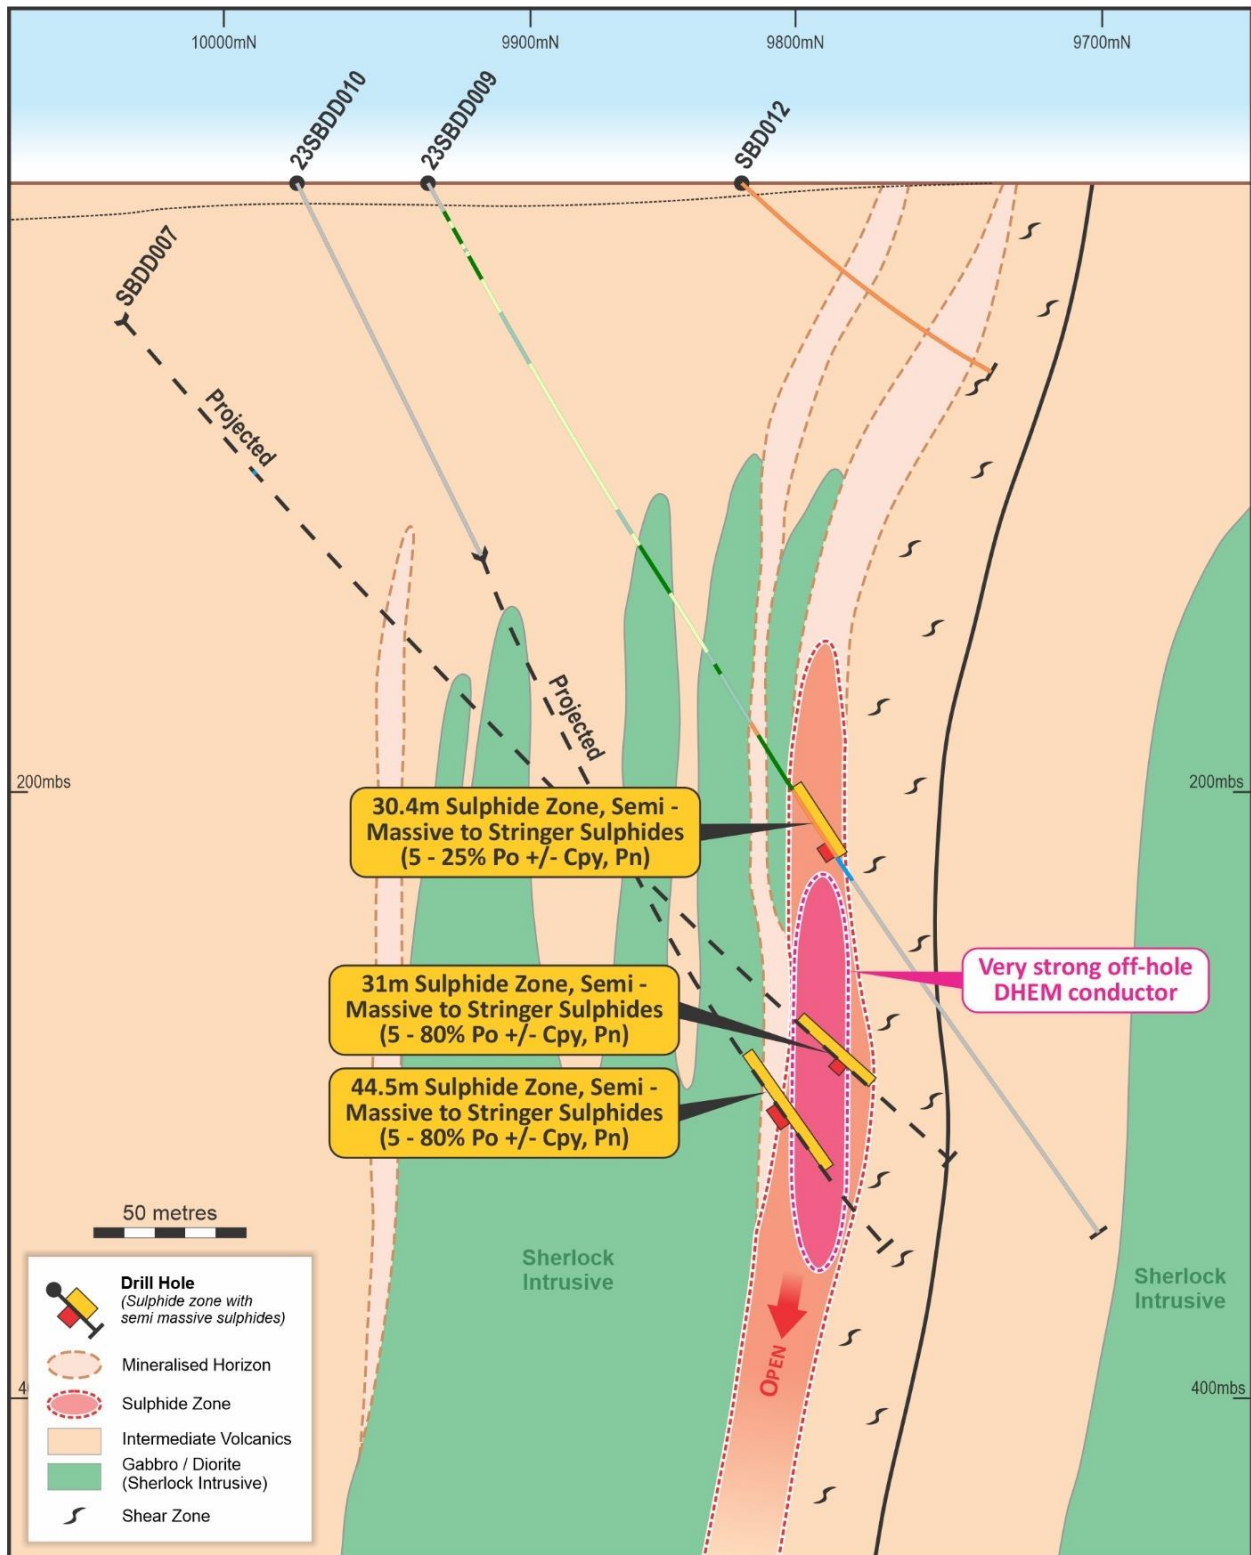 10000mN
9900mN
9800mN
9700mN
23SBDD010
23SBDD009
SBD012
SBDD007
Projected
Projected
200mbs
200mbs
30.4m Sulphide Zone, Semi -
Massive to Stringer Sulphides
(5 - 25% Po +/- Cpy, Pn)
31m Sulphide Zone, Semi -
Massive to Stringer Sulphides
(5 - 80% Po +/- Cpy, Pn)
Very strong off-hole
DHEM conductor
44.5m Sulphide Zone, Semi -
Massive to Stringer Sulphides
(5 - 80% Po +/- Cpy, Pn)
50 metres
Sherlock
Intrusive
Sherlock
Intrusive
OPEN
400mbs
Drill Hole
(Sulphide zone with
semi massive sulphides)
Mineralised Horizon
Sulphide Zone
Intermediate Volcanics
Gabbro / Diorite
(Sherlock Intrusive)
Shear Zone